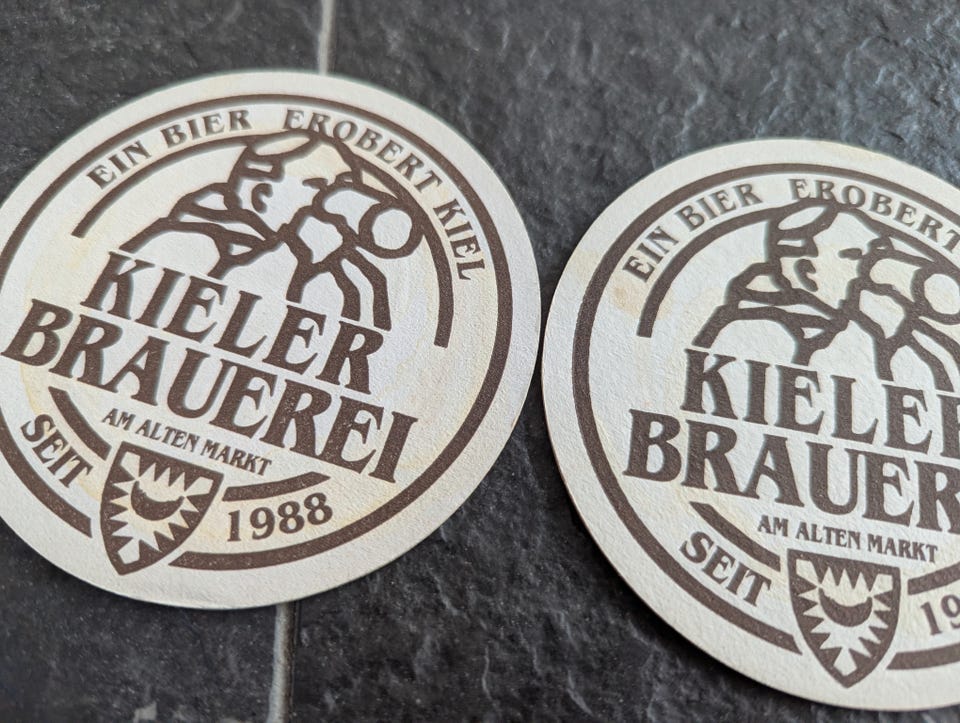 EIN BIER EROBERT KIEL
KIELER
BRAUEREI
AM ALTEN MARKT
SEIT 1988
EIN BIER EROBERT
KIELER
BRAUER
AM ALTEN MARKT
SEIT 19